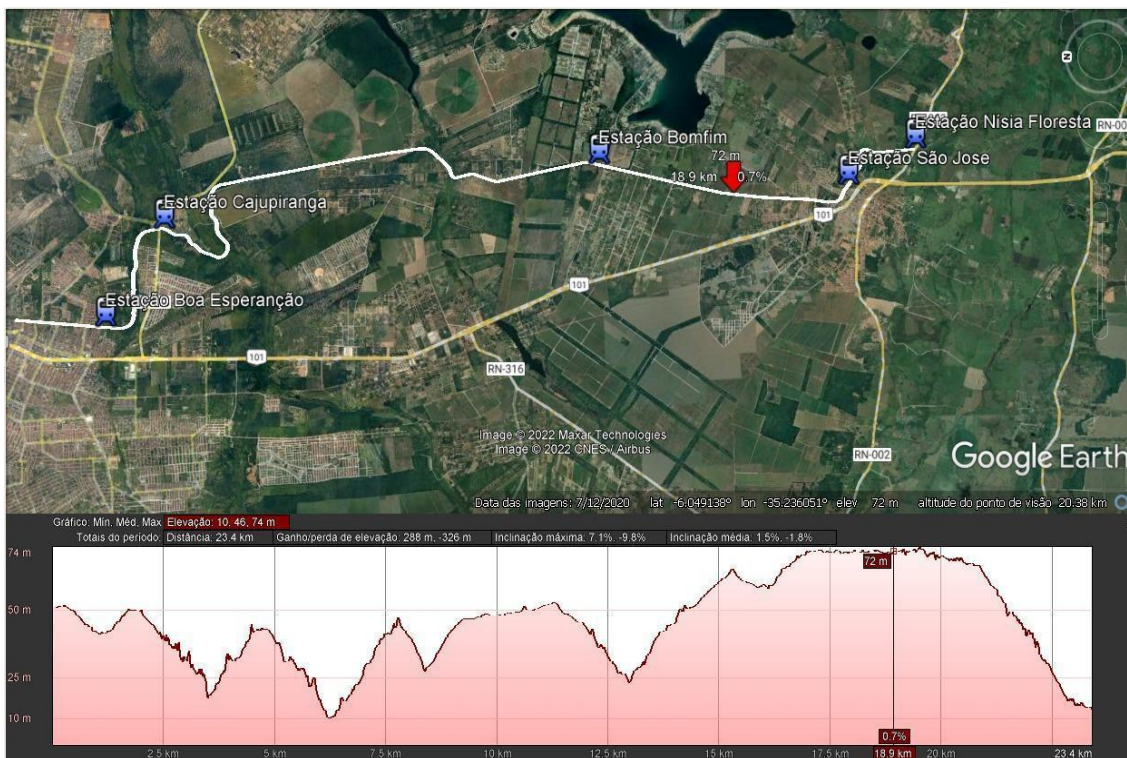 N
Estação Nisia Floresta
RN-00
Estação Bomfim
72 m
Estação São Jose
18.9 km 0.7%
Estação Cajupiranga
101
101
Estação Boa Esperanção
101
RN-316
Image © 2022 Maxar Technologies
Image © 2022 CNES / Airbus
RN-002
Google Earth
Data das imagens: 7/12/2020 lat -6.049138° lon -35.236051° elev 72 m altitude do ponto de visão 20.38 km
Gráfico: Mín. Méd. Max Elevação: 10, 46, 74 m
Totais do período: Distância: 23.4 km Ganho/perda de elevação: 288 m, -326 m Inclinação máxima: 7.1%, -9.8% Inclinação média: 1.5%, -1.8%
74 m
72 m
50 m
25 m
10 m
0.7%
2.5 km 5 km 7.5 km 10 km 12.5 km 15 km 17.5 km 18.9 km 20 km 23.4 km